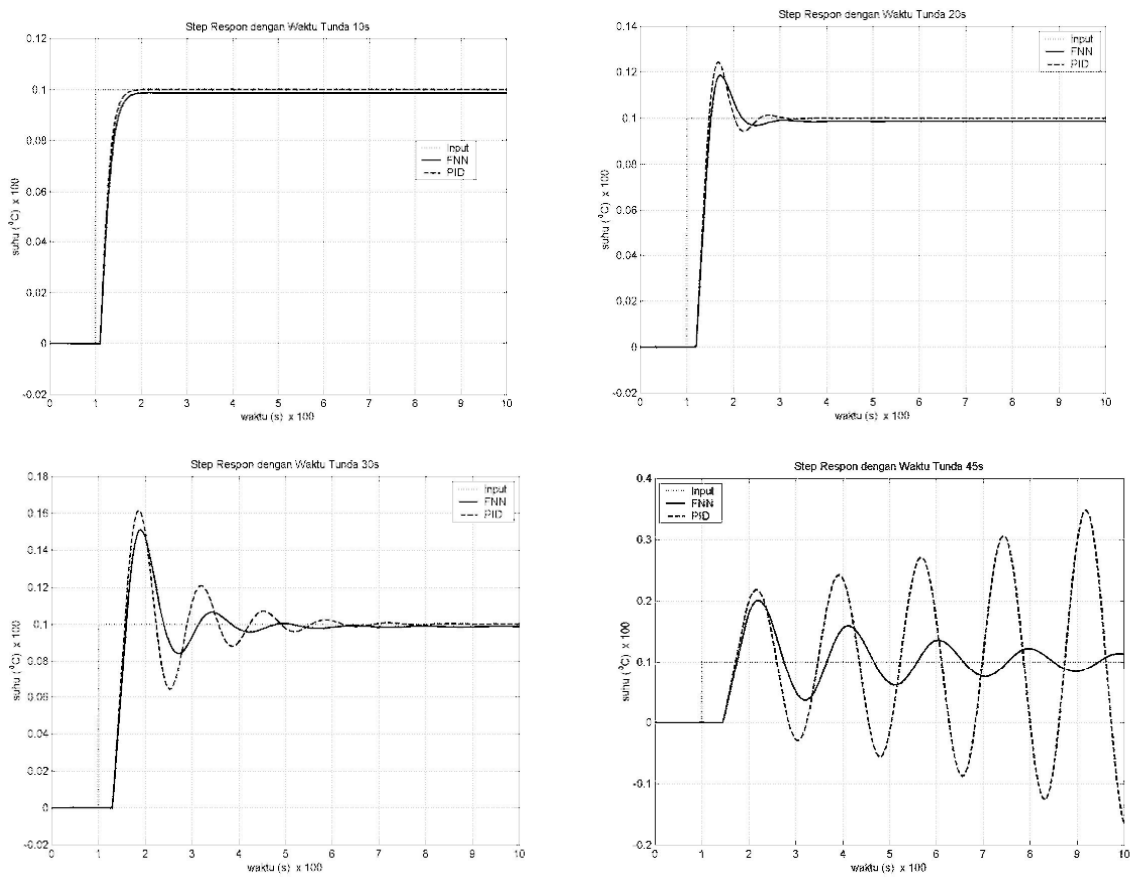 Step Respon dengan Waktu Tunda 10s
0.12
0.1
0.08
0.06
0.04
0.02
0
-0.02
suhu (⁰C) x 100
Input
FNN
PID
0 1 2 3 4 5 6 7 8 9 10
waktu (s) x 100
Step Respon dengan Waktu Tunda 20s
0.14
0.12
0.1
0.08
0.06
0.04
0.02
0
-0.02
suhu (⁰C) x 100
Input
FNN
PID
0 1 2 3 4 5 6 7 8 9 10
waktu (s) x 100
Step Respon dengan Waktu Tunda 30s
0.18
0.16
0.14
0.12
0.1
0.08
0.06
0.04
0.02
0
-0.02
suhu (⁰C) x 100
Input
FNN
PID
0 1 2 3 4 5 6 7 8 9 10
waktu (s) x 100
Step Respon dengan Waktu Tunda 45s
0.4
0.3
0.2
0.1
0
-0.1
-0.2
suhu (⁰C) x 100
Input
FNN
PID
0 1 2 3 4 5 6 7 8 9 10
waktu (s) x 100